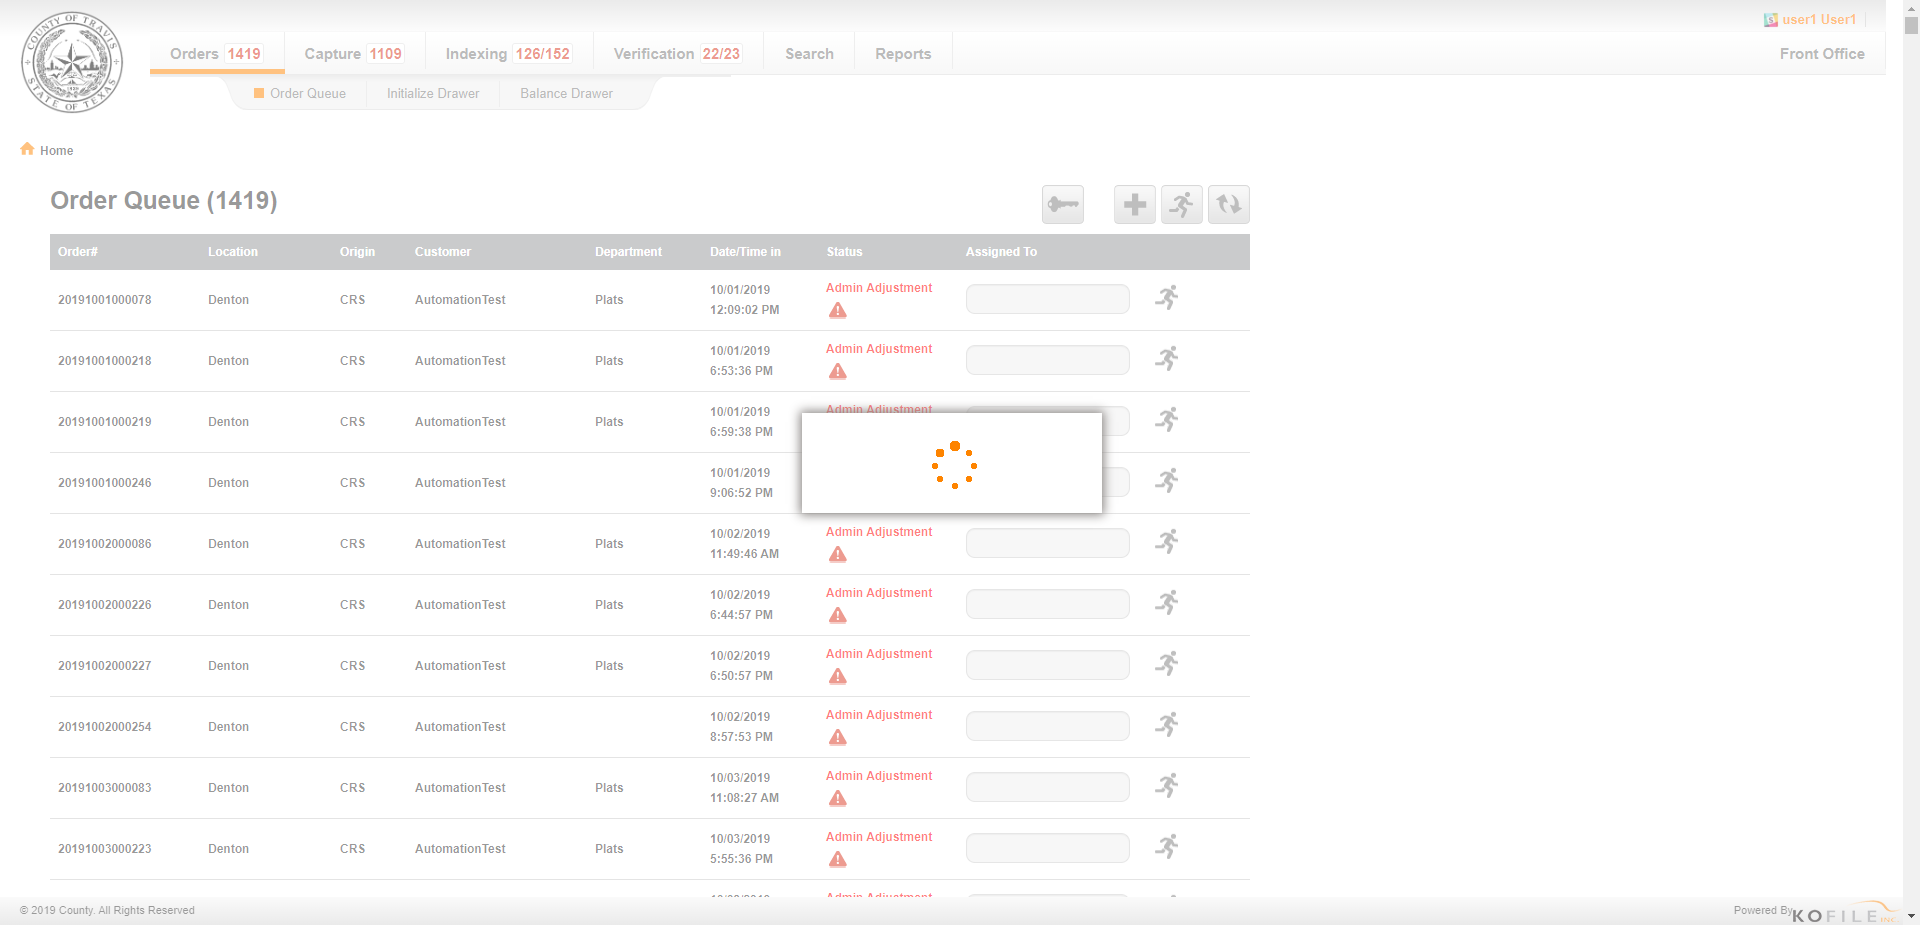 COUNTY OF TRAVIS
STATE OF TEXAS
user1 User1
Orders 1419 Capture 1109 Indexing 126/152 Verification 22/23 Search Reports Front Office
Order Queue Initialize Drawer Balance Drawer
Home
Order Queue (1419)
Order# Location Origin Customer Department Date/Time in Status Assigned To
20191001000078 Denton CRS AutomationTest Plats 10/01/2019 12:09:02 PM Admin Adjustment
20191001000218 Denton CRS AutomationTest Plats 10/01/2019 6:53:36 PM Admin Adjustment
20191001000219 Denton CRS AutomationTest Plats 10/01/2019 6:59:38 PM Admin Adjustment
20191001000246 Denton CRS AutomationTest 10/01/2019 9:06:52 PM
20191002000086 Denton CRS AutomationTest Plats 10/02/2019 11:49:46 AM Admin Adjustment
20191002000226 Denton CRS AutomationTest Plats 10/02/2019 6:44:57 PM Admin Adjustment
20191002000227 Denton CRS AutomationTest Plats 10/02/2019 6:50:57 PM Admin Adjustment
20191002000254 Denton CRS AutomationTest 10/02/2019 8:57:53 PM Admin Adjustment
20191003000083 Denton CRS AutomationTest Plats 10/03/2019 11:08:27 AM Admin Adjustment
20191003000223 Denton CRS AutomationTest Plats 10/03/2019 5:55:36 PM Admin Adjustment
Admin Adjustment
© 2019 County. All Rights Reserved
Powered By KOFILE INC.